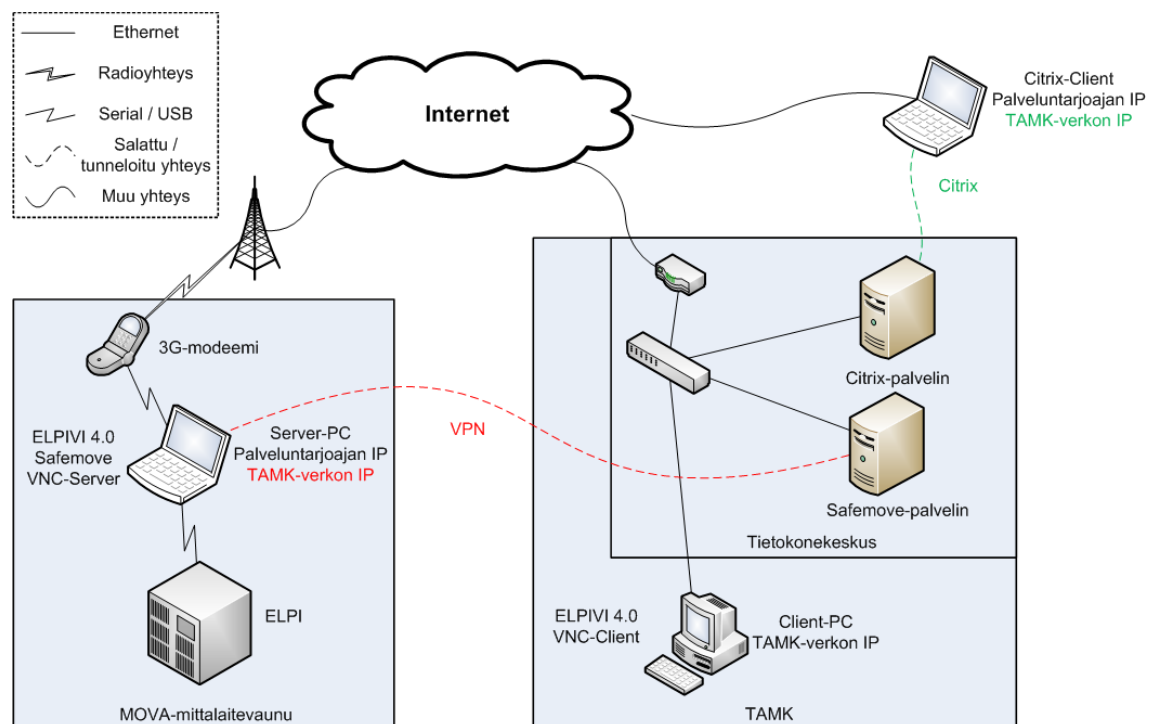 Ethernet
Radioyhteys
Serial / USB
Salattu /
tunneloitu yhteys
Muu yhteys
Internet
Citrix-Client
Palveluntarjoajan IP
TAMK-verkon IP
Citrix
3G-modeemi
Citrix-palvelin
ELPIVI 4.0
Safemove
VNC-Server
Server-PC
Palveluntarjoajan IP
TAMK-verkon IP
VPN
Safemove-palvelin
Tietokonekeskus
ELPI
ELPIVI 4.0
VNC-Client
Client-PC
TAMK-verkon IP
MOVA-mittalaitevaunu
TAMK